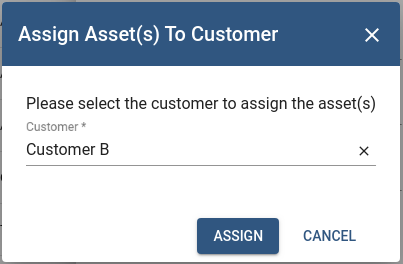 Assign Asset(s) To Customer
Please select the customer to assign the asset(s)
Customer *
Customer B
ASSIGN CANCEL